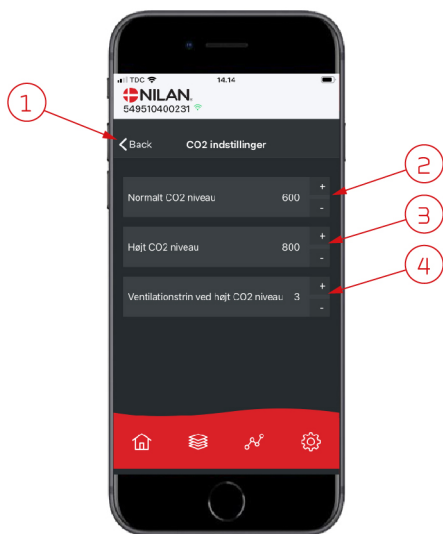 TDC 14.14
NILAN.
549510400231
Back CO2 indstillinger
Normalt CO2 niveau 600 + -
Højt CO2 niveau 800 + -
Ventilationstrin ved højt CO2 niveau 3 + -
1
2
3
4